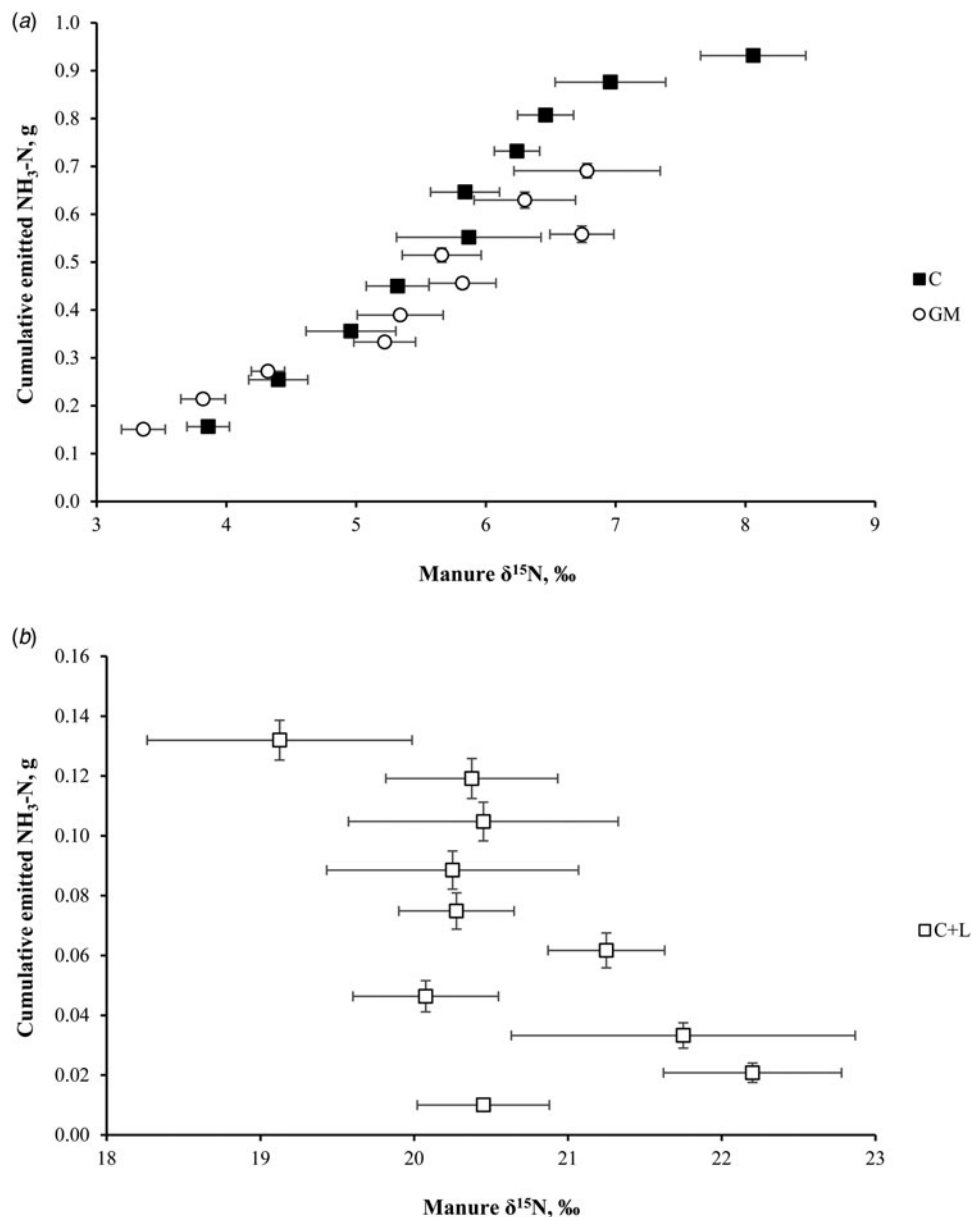 (a)
1.0
0.9
0.8
0.7
0.6
0.5
0.4
0.3
0.2
0.1
0.0
Cumulative emitted NH₃-N, g
3 4 5 6 7 8 9
Manure δ¹⁵N, ‰
C
GM
(b)
0.16
0.14
0.12
0.10
0.08
0.06
0.04
0.02
0.00
Cumulative emitted NH₃-N, g
18 19 20 21 22 23
Manure δ¹⁵N, ‰
C+L